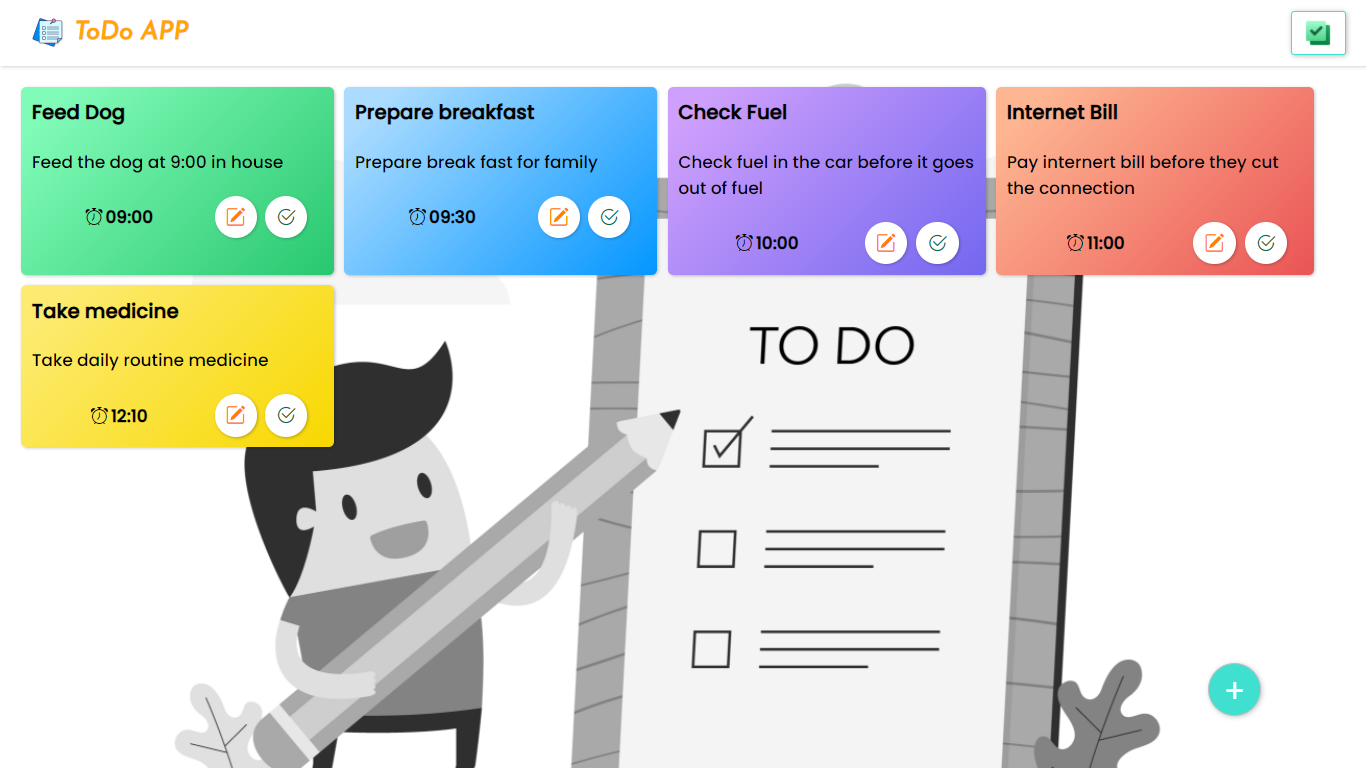 ToDo APP
Feed Dog
Feed the dog at 9:00 in house
09:00
Prepare breakfast
Prepare break fast for family
09:30
Check Fuel
Check fuel in the car before it goes
out of fuel
10:00
Internet Bill
Pay internert bill before they cut
the connection
11:00
Take medicine
Take daily routine medicine
12:10
TO DO
+